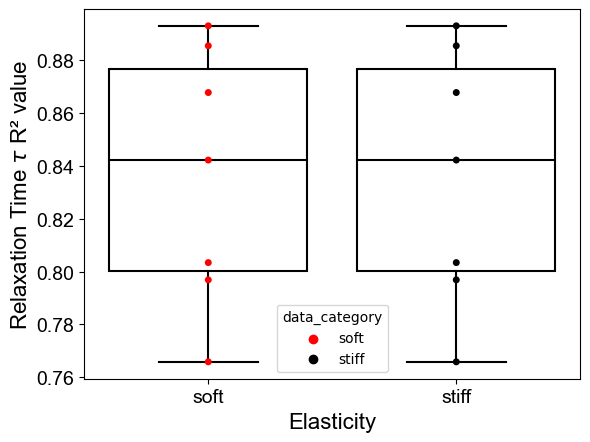 Relaxation Time τ R² value
0.88
0.86
0.84
0.82
0.80
0.78
0.76
data_category
soft
stiff
soft stiff
Elasticity